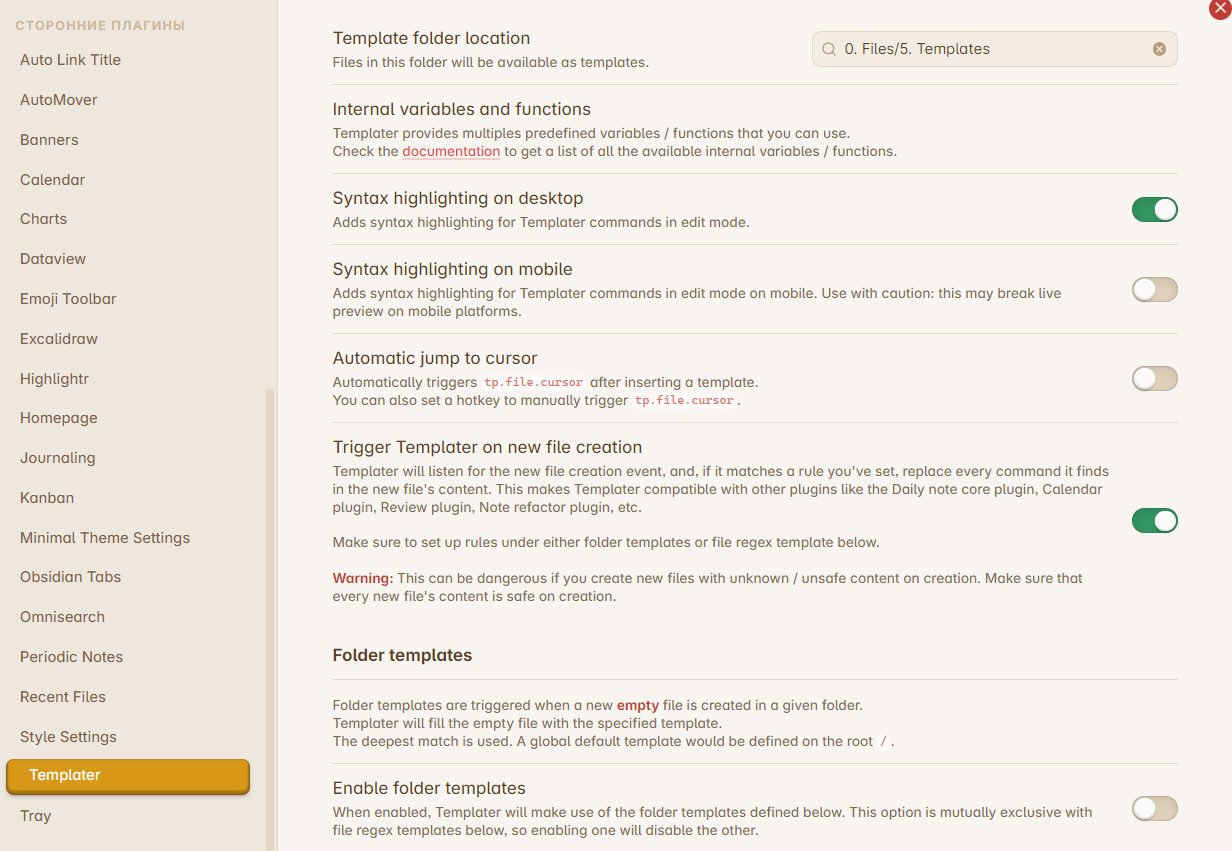 СТОРОННИЕ ПЛАГИНЫ
Auto Link Title
AutoMover
Banners
Calendar
Charts
Dataview
Emoji Toolbar
Excalidraw
Highlightr
Homepage
Journaling
Kanban
Minimal Theme Settings
Obsidian Tabs
Omnisearch
Periodic Notes
Recent Files
Style Settings
Templater
Tray
Template folder location
Files in this folder will be available as templates.
0. Files/5. Templates
Internal variables and functions
Templater provides multiples predefined variables / functions that you can use.
Check the documentation to get a list of all the available internal variables / functions.
Syntax highlighting on desktop
Adds syntax highlighting for Templater commands in edit mode.
Syntax highlighting on mobile
Adds syntax highlighting for Templater commands in edit mode on mobile. Use with caution: this may break live
preview on mobile platforms.
Automatic jump to cursor
Automatically triggers tp.file.cursor after inserting a template.
You can also set a hotkey to manually trigger tp.file.cursor.
Trigger Templater on new file creation
Templater will listen for the new file creation event, and, if it matches a rule you've set, replace every command it finds
in the new file's content. This makes Templater compatible with other plugins like the Daily note core plugin, Calendar
plugin, Review plugin, Note refactor plugin, etc.
Make sure to set up rules under either folder templates or file regex template below.
Warning: This can be dangerous if you create new files with unknown / unsafe content on creation. Make sure that
every new file's content is safe on creation.
Folder templates
Folder templates are triggered when a new empty file is created in a given folder.
Templater will fill the empty file with the specified template.
The deepest match is used. A global default template would be defined on the root /.
Enable folder templates
When enabled, Templater will make use of the folder templates defined below. This option is mutually exclusive with
file regex templates below, so enabling one will disable the other.